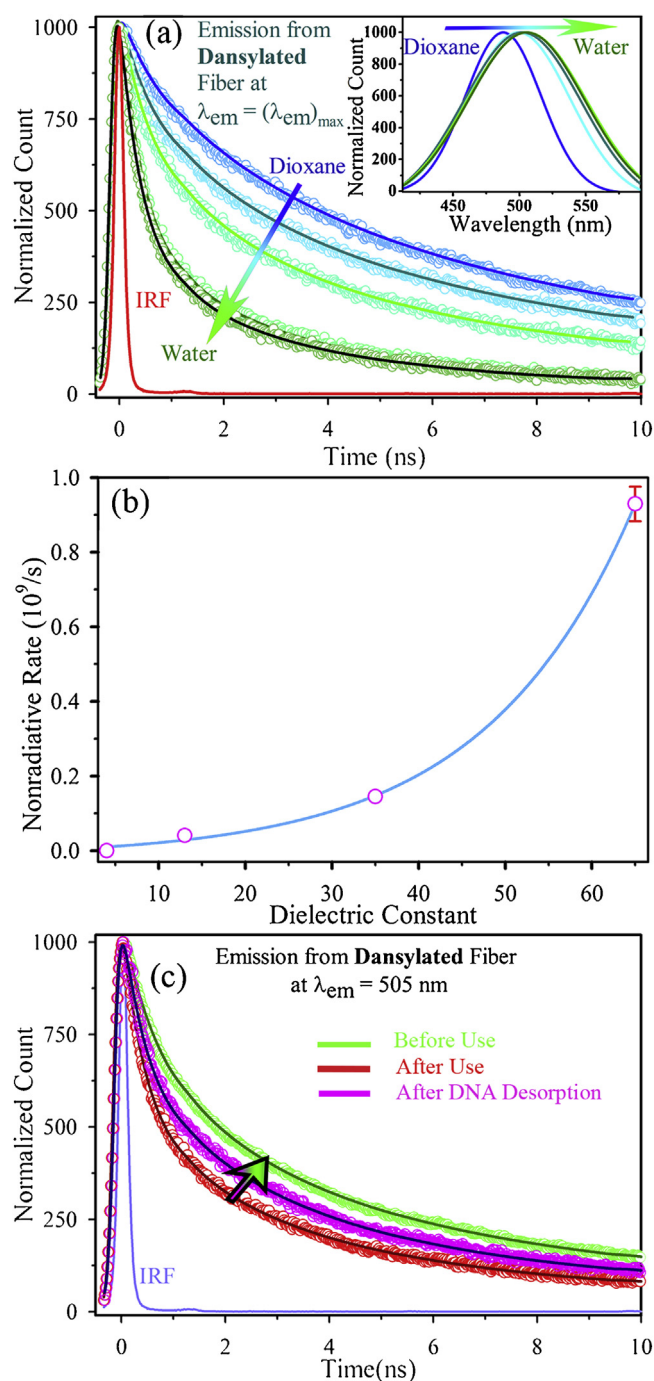 (a)
Emission from
Dansylated
Fiber at
λem = (λem)max
Dioxane
Water
IRF
Normalized Count
1000
750
500
250
0
0 2 4 6 8 10
Time (ns)
Dioxane Water
Normalized Count
1000
800
600
400
200
0
450 500 550
Wavelength (nm)
(b)
Nonradiative Rate (10⁹/s)
1.0
0.8
0.6
0.4
0.2
0.0
10 20 30 40 50 60
Dielectric Constant
(c)
Emission from Dansylated Fiber
at λem = 505 nm
Before Use
After Use
After DNA Desorption
IRF
Normalized Count
1000
750
500
250
0
0 2 4 6 8 10
Time(ns)